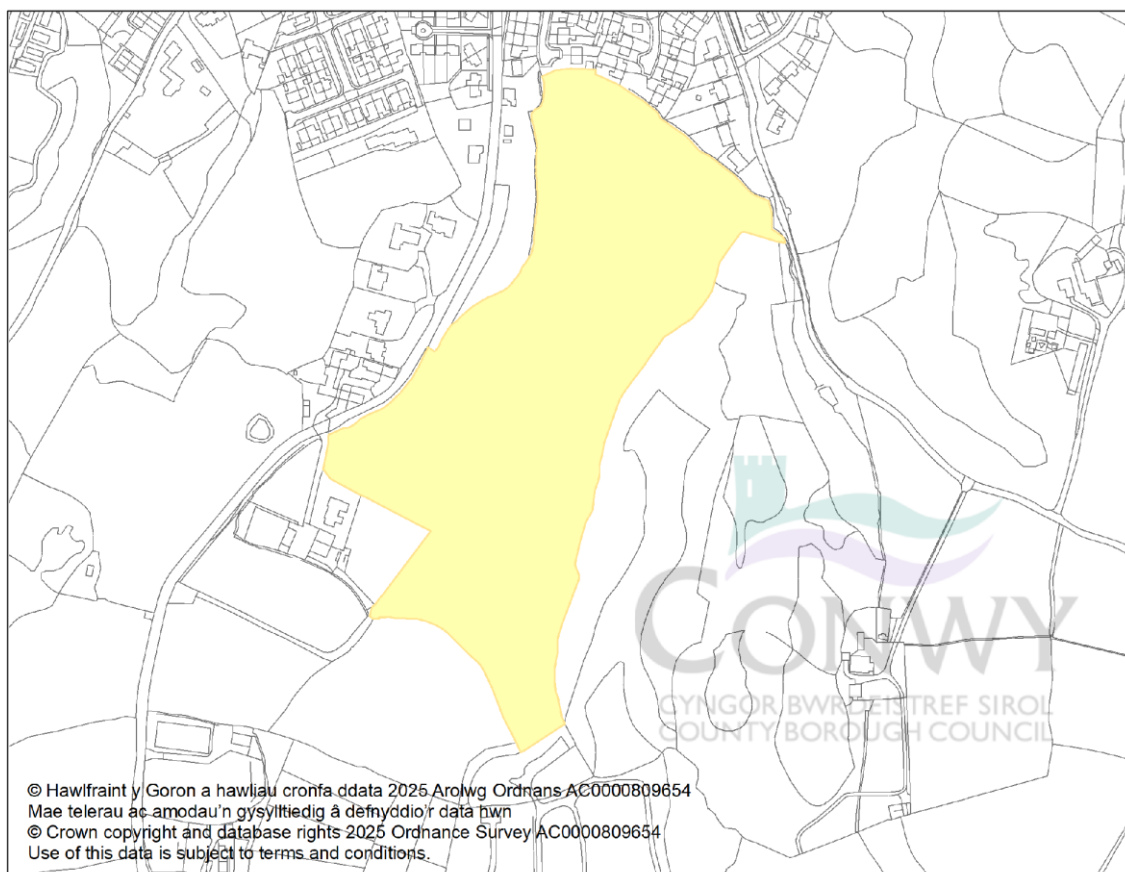 CONWY
CYNGOR BWRDEISTREF SIROL
COUNTY BOROUGH COUNCIL
© Hawlfraint y Goron a hawliau cronfa ddata 2025 Arolwg Ordnans AC0000809654
Mae telerau ac amodau'n gysylltiedig â defnyddio'r data hwn
© Crown copyright and database rights 2025 Ordnance Survey AC0000809654
Use of this data is subject to terms and conditions.